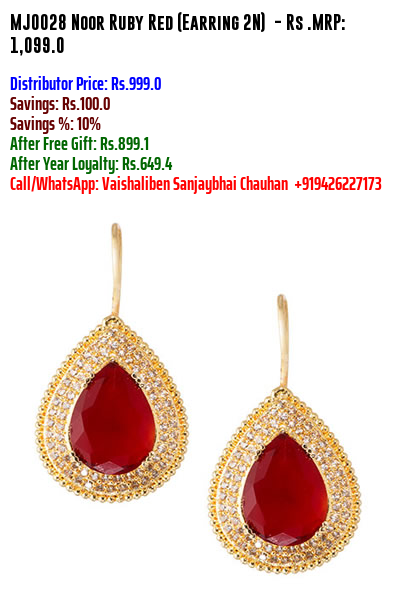 MJ0028 Noor Ruby Red (Earring 2N) - Rs .MRP:
1,099.0
Distributor Price: Rs.999.0
Savings: Rs.100.0
Savings %: 10%
After Free Gift: Rs.899.1
After Year Loyalty: Rs.649.4
Call/WhatsApp: Vaishaliben Sanjaybhai Chauhan +919426227173